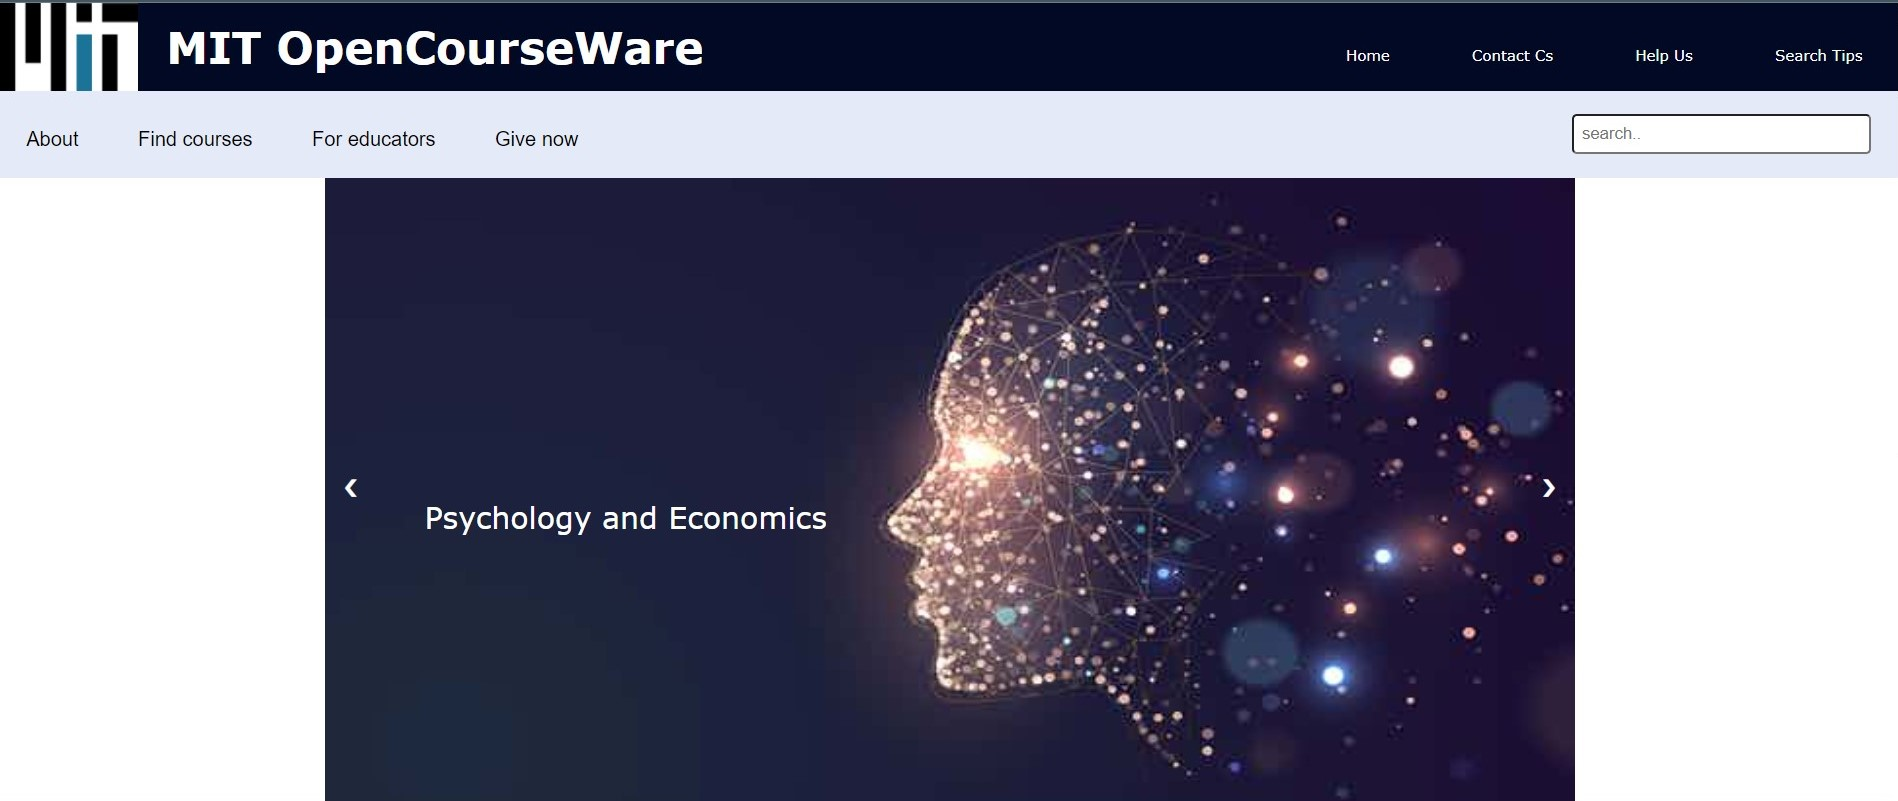 MIT OpenCourseWare
Home Contact Cs Help Us Search Tips
About Find courses For educators Give now
search..
‹ ›
Psychology and Economics